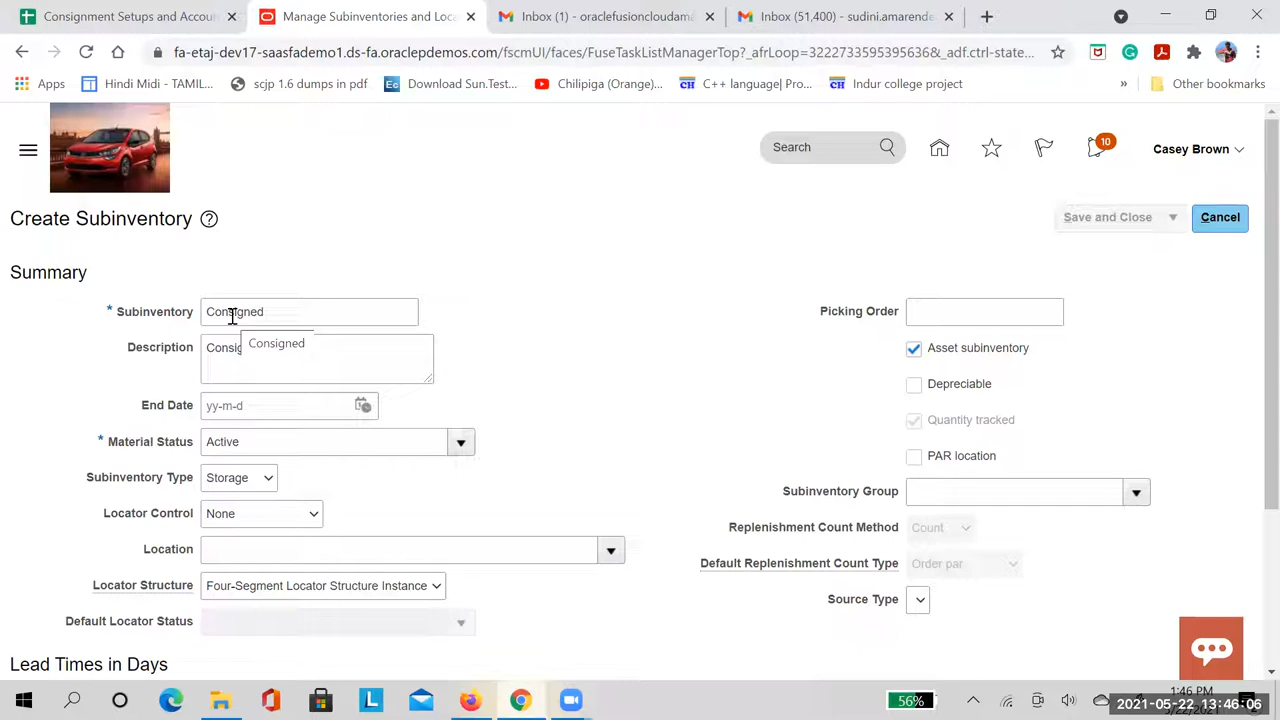 Consignment Setups and Accoun
Manage Subinventories and Loca
Inbox (1) - oraclefusioncloudam
Inbox (51,400) - sudini.amarende
fa-etaj-dev17-saasfademo1.ds-fa.oraclepdemos.com/fscmUI/faces/FuseTaskListManagerTop?_afrLoop=32227335953956​36&_adf.ctrl-state...
Apps
Hindi Midi - TAMIL...
scjp 1.6 dumps in pdf
Download Sun.Test...
Chilipiga (Orange)...
C++ language| Pro...
Indur college project
»
Other bookmarks
Search
10
Casey Brown
Create Subinventory
Save and Close
Cancel
Summary
* Subinventory
Consigned
Picking Order
Consigned
Description
Consig
Asset subinventory
Depreciable
End Date
yy-m-d
Quantity tracked
* Material Status
Active
PAR location
Subinventory Type
Storage
Subinventory Group
Locator Control
None
Replenishment Count Method
Count
Location
Default Replenishment Count Type
Order par
Locator Structure
Four-Segment Locator Structure Instance
Source Type
Default Locator Status
Lead Times in Days
56%
1:46 PM
2021-05-22 13:46:06